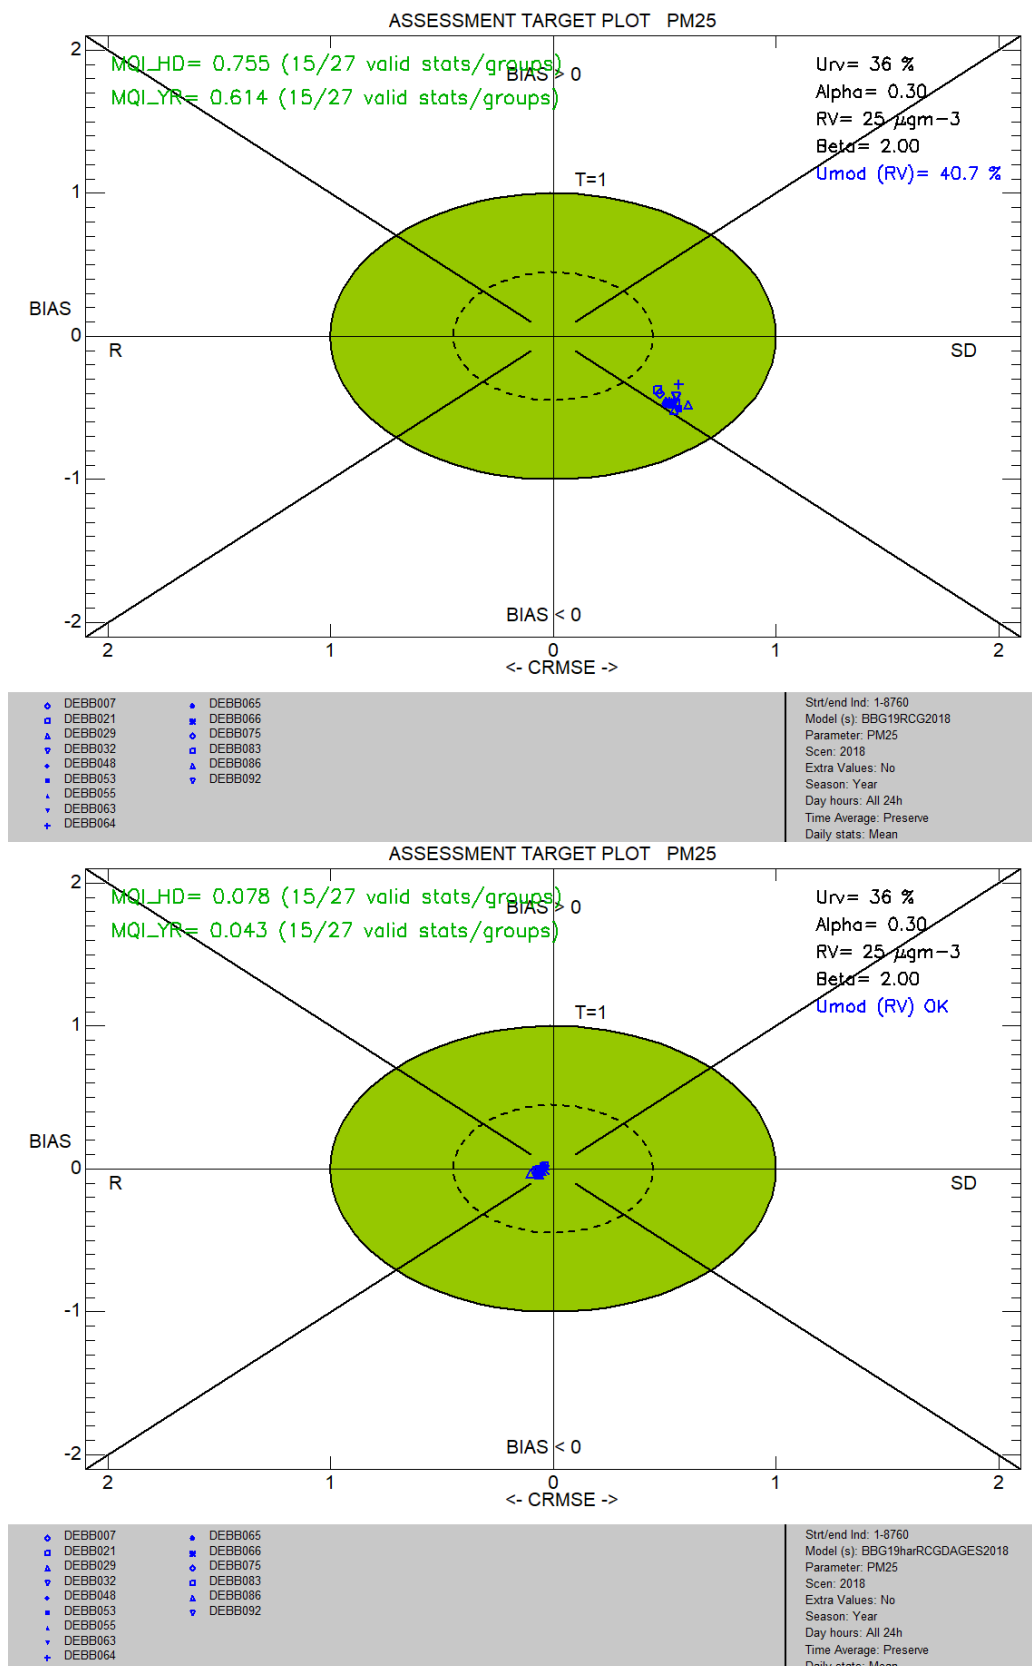 ASSESSMENT TARGET PLOT PM25
MQI_HD= 0.755 (15/27 valid stats/groups)
MQI_YR= 0.614 (15/27 valid stats/groups)
BIAS > 0
Urv= 36 %
Alpha= 0.30
RV= 25 µgm-3
Beta= 2.00
Umod (RV)= 40.7 %
T=1
2
1
BIAS
0
R
SD
-1
BIAS < 0
-2
2 1 0 1 2
<- CRMSE ->
DEBB007
DEBB021
DEBB029
DEBB032
DEBB048
DEBB053
DEBB055
DEBB063
DEBB064
DEBB065
DEBB066
DEBB075
DEBB083
DEBB086
DEBB092
Strt/end Ind: 1-8760
Model (s): BBG19RCG2018
Parameter: PM25
Scen: 2018
Extra Values: No
Season: Year
Day hours: All 24h
Time Average: Preserve
Daily stats: Mean
ASSESSMENT TARGET PLOT PM25
MQI_HD= 0.078 (15/27 valid stats/groups)
MQI_YR= 0.043 (15/27 valid stats/groups)
BIAS > 0
Urv= 36 %
Alpha= 0.30
RV= 25 µgm-3
Beta= 2.00
Umod (RV) OK
T=1
2
1
BIAS
0
R
SD
-1
BIAS < 0
-2
2 1 0 1 2
<- CRMSE ->
DEBB007
DEBB021
DEBB029
DEBB032
DEBB048
DEBB053
DEBB055
DEBB063
DEBB064
DEBB065
DEBB066
DEBB075
DEBB083
DEBB086
DEBB092
Strt/end Ind: 1-8760
Model (s): BBG19harRCGDAGES2018
Parameter: PM25
Scen: 2018
Extra Values: No
Season: Year
Day hours: All 24h
Time Average: Preserve
Daily stats: Mean